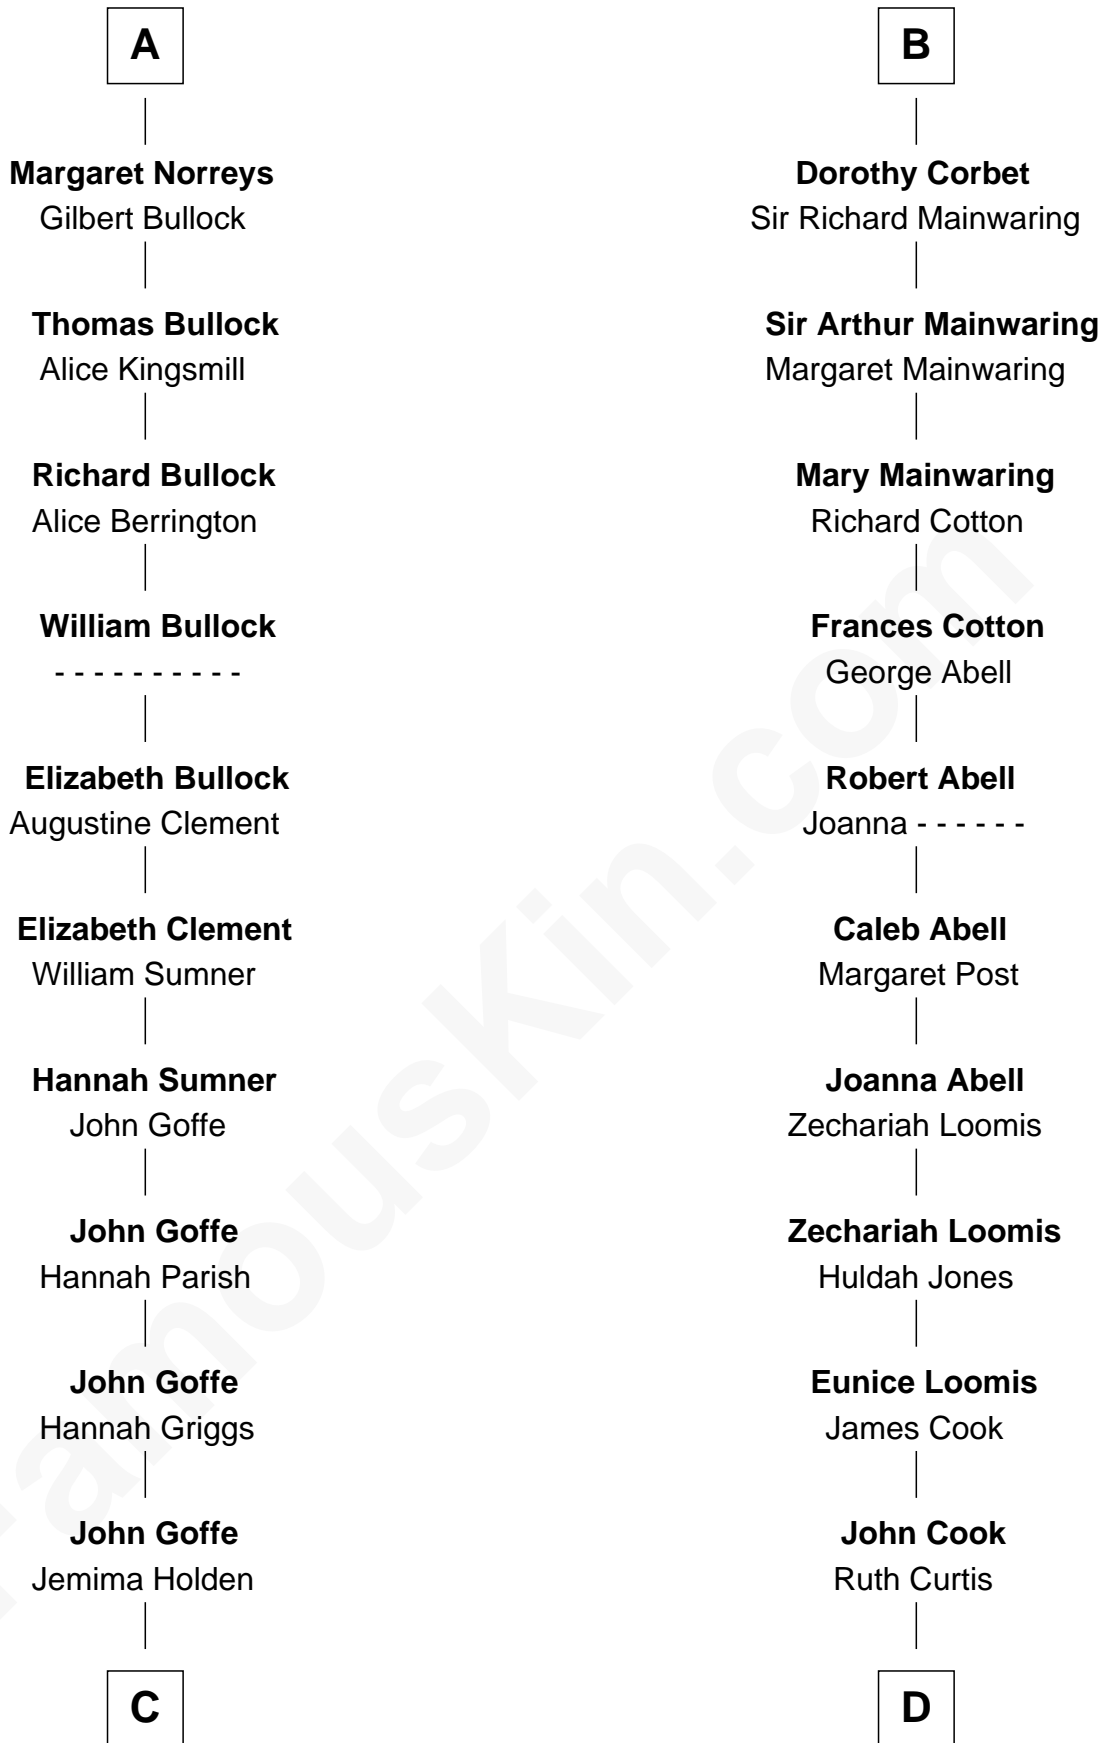 A
Margaret Norreys
Gilbert Bullock
Thomas Bullock
Alice Kingsmill
Richard Bullock
Alice Berrington
William Bullock
- - - - - - - - - -
Elizabeth Bullock
Augustine Clement
Elizabeth Clement
William Sumner
Hannah Sumner
John Goffe
John Goffe
Hannah Parish
John Goffe
Hannah Griggs
John Goffe
Jemima Holden
C
B
Dorothy Corbet
Sir Richard Mainwaring
Sir Arthur Mainwaring
Margaret Mainwaring
Mary Mainwaring
Richard Cotton
Frances Cotton
George Abell
Robert Abell
Joanna - - - - - -
Caleb Abell
Margaret Post
Joanna Abell
Zechariah Loomis
Zechariah Loomis
Huldah Jones
Eunice Loomis
James Cook
John Cook
Ruth Curtis
D
FamousKin.com